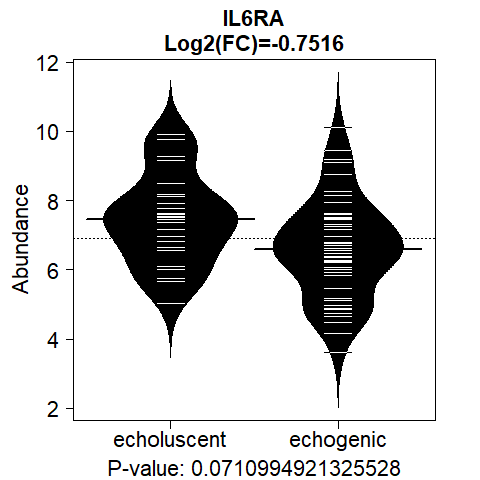 IL6RA
Log2(FC)=-0.7516
12
10
8
6
4
2
Abundance
echoluscent echogenic
P-value: 0.0710994921325528